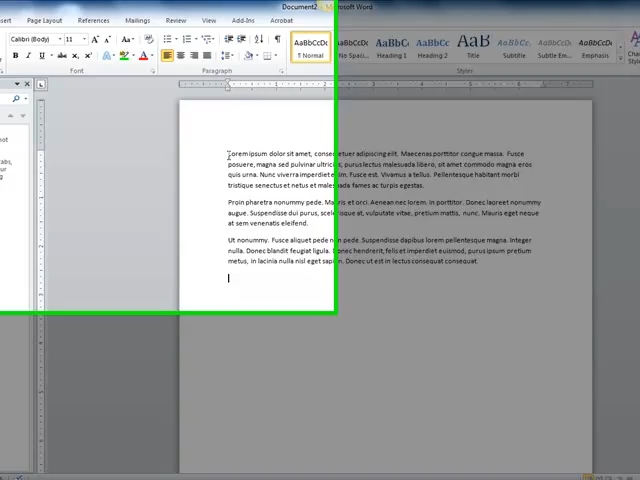 Document2 - Microsoft Word
Page Layout References Mailings Review View Add-Ins Acrobat
Calibri (Body) 11 Aa
B I U abc x₂ x² A A
AaBbCcDc AaBbCcDc AaBbC AaBbCc AaB AaBbCc. AaBbCcDc AaBbCcDc
¶ Normal Heading 1 Heading 2 Title Subtitle Subtle Em... Emphasis
Font Paragraph Styles
Lorem ipsum dolor sit amet, consectetuer adipiscing elit. Maecenas porttitor congue massa. Fusce
posuere, magna sed pulvinar ultricies, purus lectus malesuada libero, sit amet commodo magna eros
quis urna. Nunc viverra imperdiet enim. Fusce est. Vivamus a tellus. Pellentesque habitant morbi
tristique senectus et netus et malesuada fames ac turpis egestas.
Proin pharetra nonummy pede. Mauris et orci. Aenean nec lorem. In porttitor. Donec laoreet nonummy
augue. Suspendisse dui purus, scelerisque at, vulputate vitae, pretium mattis, nunc. Mauris eget neque
at sem venenatis eleifend.
Ut nonummy. Fusce aliquet pede non pede. Suspendisse dapibus lorem pellentesque magna. Integer
nulla. Donec blandit feugiat ligula. Donec hendrerit, felis et imperdiet euismod, purus ipsum pretium
metus, in lacinia nulla nisl eget sapien. Donec ut est in lectus consequat consequat.